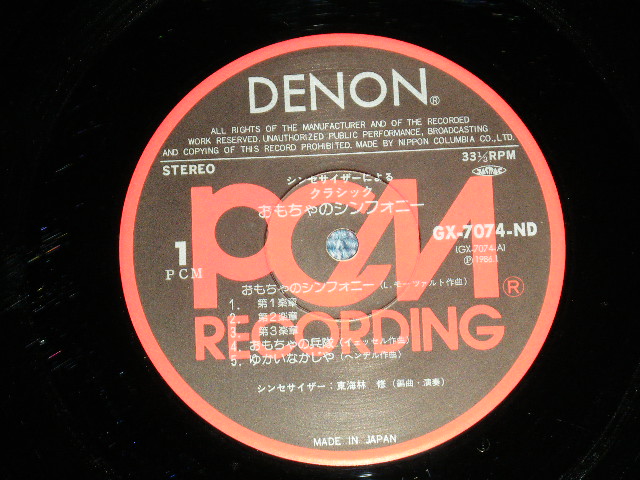 DENON®
ALL RIGHTS OF THE MANUFACTURER AND OF THE RECORDED
WORK RESERVED. UNAUTHORIZED PUBLIC PERFORMANCE, BROADCASTING
AND COPYING OF THIS RECORD PROHIBITED. MADE BY NIPPON COLUMBIA CO., LTD.
STEREO
33⅓RPM
シンセサイザーによる
クラシック
おもちゃのシンフォニー
GX-7074-ND
(GX-7074-A)
Ⓟ1986.1
1
PCM
PCM
RECORDING®
おもちゃのシンフォニー(L.モーツァルト作曲)
1. 第1楽章
2. 第2楽章
3. 第3楽章
4. おもちゃの兵隊(イェッセル作曲)
5. ゆかいなかじや(ヘンデル作曲)
シンセサイザー：東海林 修(編曲・演奏)
MADE IN JAPAN